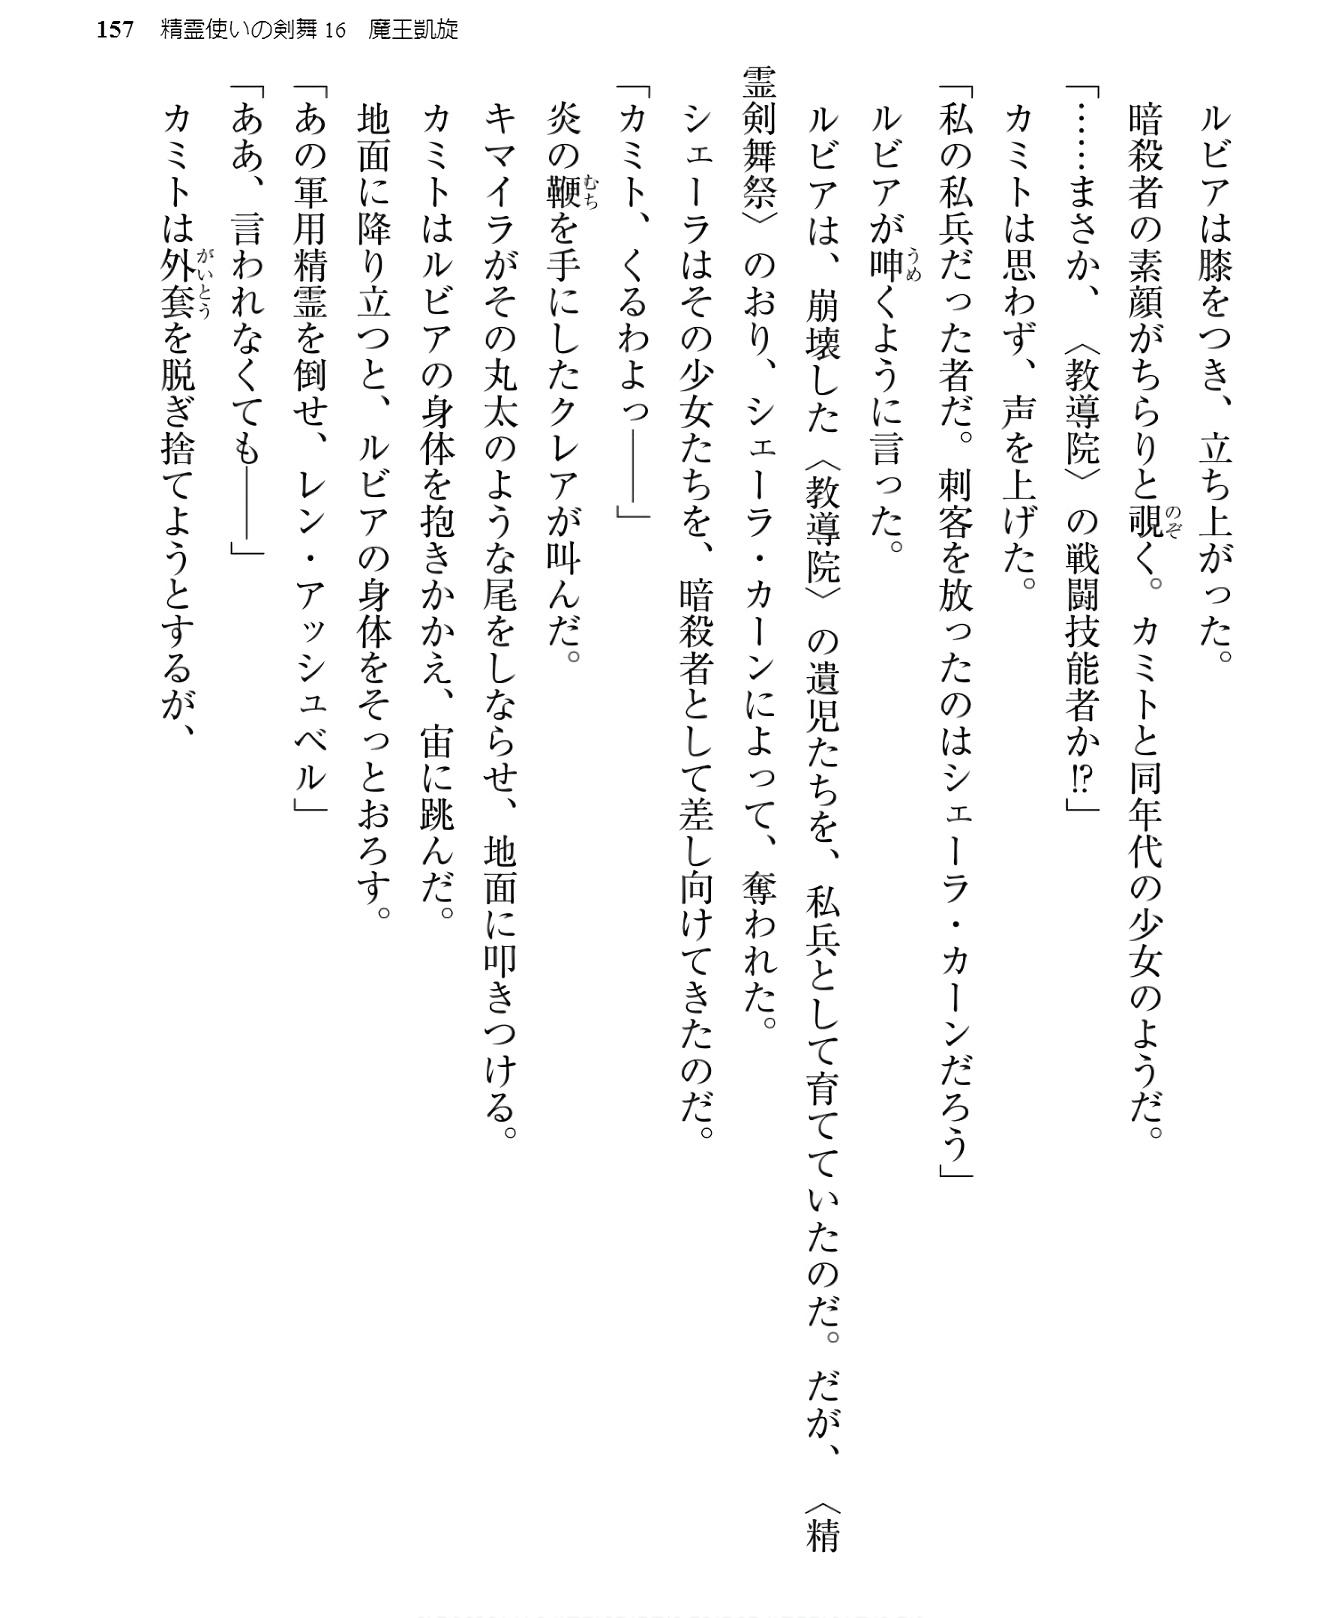 157　精霊使いの剣舞16　魔王凱旋
ルビアは膝をつき、立ち上がった。
暗殺者の素顔がちらりと覗く。カミトと同年代の少女のようだ。
のぞ
「……まさか、〈教導院〉の戦闘技能者か!?」
カミトは思わず、声を上げた。
「私の私兵だった者だ。刺客を放ったのはシェーラ・カーンだろう」
ルビアが呻くように言った。
うめ
ルビアは、崩壊した〈教導院〉の遺児たちを、私兵として育てていたのだ。だが、〈精
霊剣舞祭〉のおり、シェーラ・カーンによって、奪われた。
シェーラはその少女たちを、暗殺者として差し向けてきたのだ。
「カミト、くるわよっ――」
炎の鞭を手にしたクレアが叫んだ。
むち
キマイラがその丸太のような尾をしならせ、地面に叩きつける。
カミトはルビアの身体を抱きかかえ、宙に跳んだ。
地面に降り立つと、ルビアの身体をそっとおろす。
「あの軍用精霊を倒せ、レン・アッシュベル」
「ああ、言われなくても――」
カミトは外套を脱ぎ捨てようとするが、
がいとう